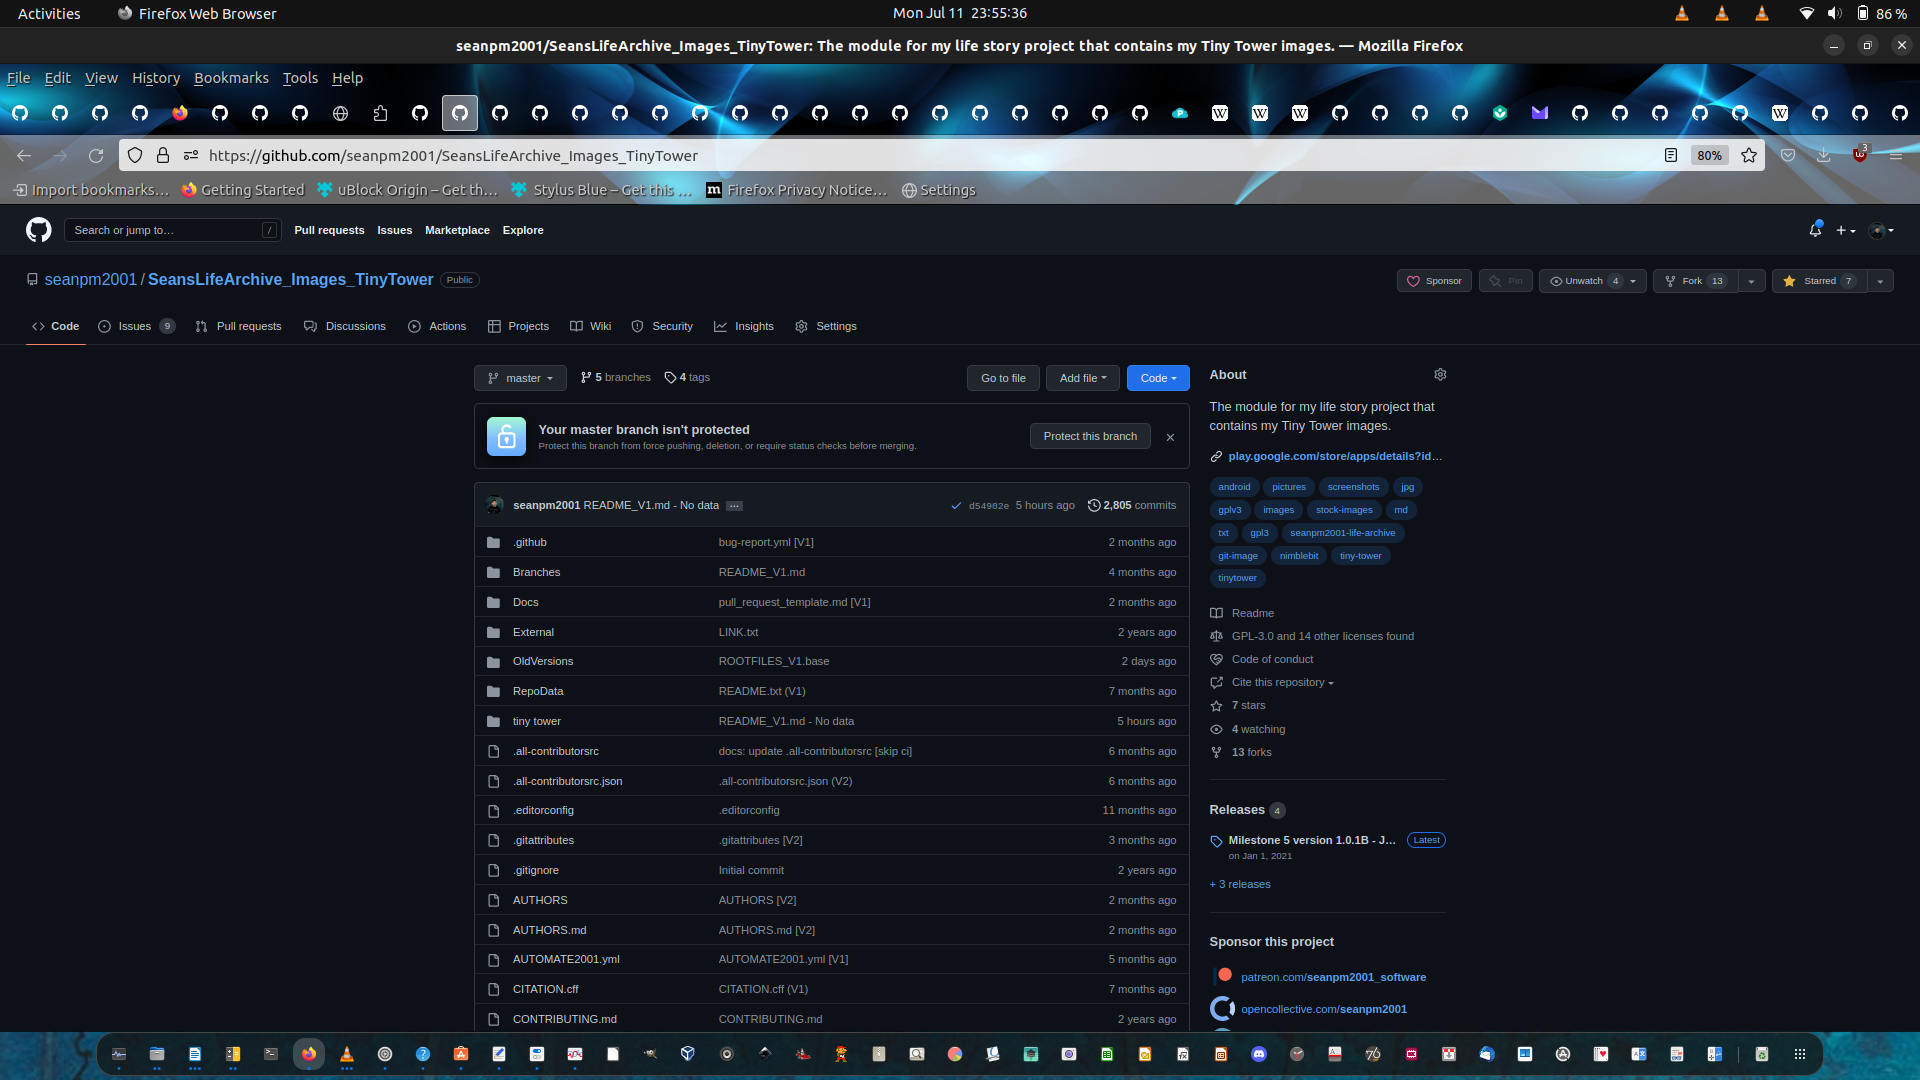 Activities Firefox Web Browser Mon Jul 11 23:55:36 86 %
seanpm2001/SeansLifeArchive_Images_TinyTower: The module for my life story project that contains my Tiny Tower images. — Mozilla Firefox
File Edit View History Bookmarks Tools Help
https://github.com/seanpm2001/SeansLifeArchive_Images_TinyTower 80% 3
Import bookmarks… Getting Started uBlock Origin – Get th… Stylus Blue – Get this … Firefox Privacy Notice… Settings
Search or jump to… / Pull requests Issues Marketplace Explore
seanpm2001 / SeansLifeArchive_Images_TinyTower Public Sponsor Pin Unwatch 4 Fork 13 Starred 7
Code Issues 9 Pull requests Discussions Actions Projects Wiki Security Insights Settings
master 5 branches 4 tags Go to file Add file Code
Your master branch isn't protected
Protect this branch from force pushing, deletion, or require status checks before merging.
Protect this branch
seanpm2001 README_V1.md - No data … d54902e 5 hours ago 2,805 commits
.github bug-report.yml [V1] 2 months ago
Branches README_V1.md 4 months ago
Docs pull_request_template.md [V1] 2 months ago
External LINK.txt 2 years ago
OldVersions ROOTFILES_V1.base 2 days ago
RepoData README.txt (V1) 7 months ago
tiny tower README_V1.md - No data 5 hours ago
.all-contributorsrc docs: update .all-contributorsrc [skip ci] 6 months ago
.all-contributorsrc.json .all-contributorsrc.json (V2) 6 months ago
.editorconfig .editorconfig 11 months ago
.gitattributes .gitattributes [V2] 3 months ago
.gitignore Initial commit 2 years ago
AUTHORS AUTHORS [V2] 2 months ago
AUTHORS.md AUTHORS.md [V2] 2 months ago
AUTOMATE2001.yml AUTOMATE2001.yml [V1] 5 months ago
CITATION.cff CITATION.cff (V1) 7 months ago
CONTRIBUTING.md CONTRIBUTING.md 2 years ago
About
The module for my life story project that
contains my Tiny Tower images.
play.google.com/store/apps/details?id…
android pictures screenshots jpg
gplv3 images stock-images md
txt gpl3 seanpm2001-life-archive
git-image nimblebit tiny-tower
tinytower
Readme
GPL-3.0 and 14 other licenses found
Code of conduct
Cite this repository
7 stars
4 watching
13 forks
Releases 4
Milestone 5 version 1.0.1B - J… Latest
on Jan 1, 2021
+ 3 releases
Sponsor this project
patreon.com/seanpm2001_software
opencollective.com/seanpm2001